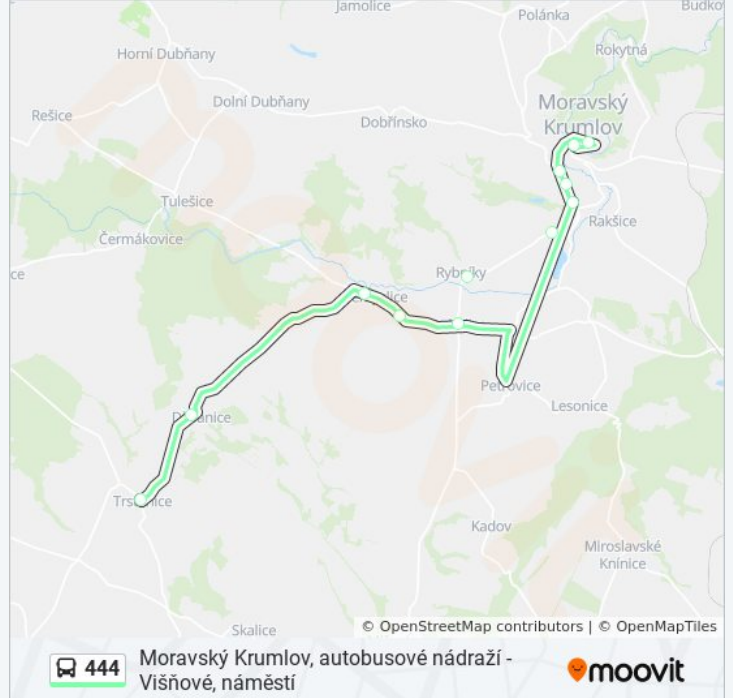 Jamolice
Budkov
Polánka
Horní Dubňany
Rokytná
Dolní Dubňany
Moravský
Krumlov
Rešice
Dobřínsko
Tulešice
Rakšice
Čermákovice
ce
Rybníky
Petrovice
Lesonice
Kadov
Miroslavské
Knínice
Skalice
© OpenStreetMap contributors | © OpenMapTiles
444
Moravský Krumlov, autobusové nádraží -
Višňové, náměstí
moovit